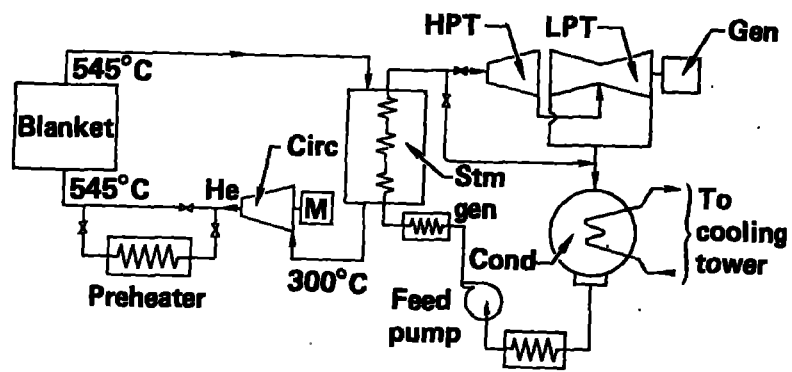 HPT
LPT
Gen
545°C
Blanket
Circ
545°C
He
M
Stm
gen
To
cooling
tower
Preheater
300°C
Cond
Feed
pump